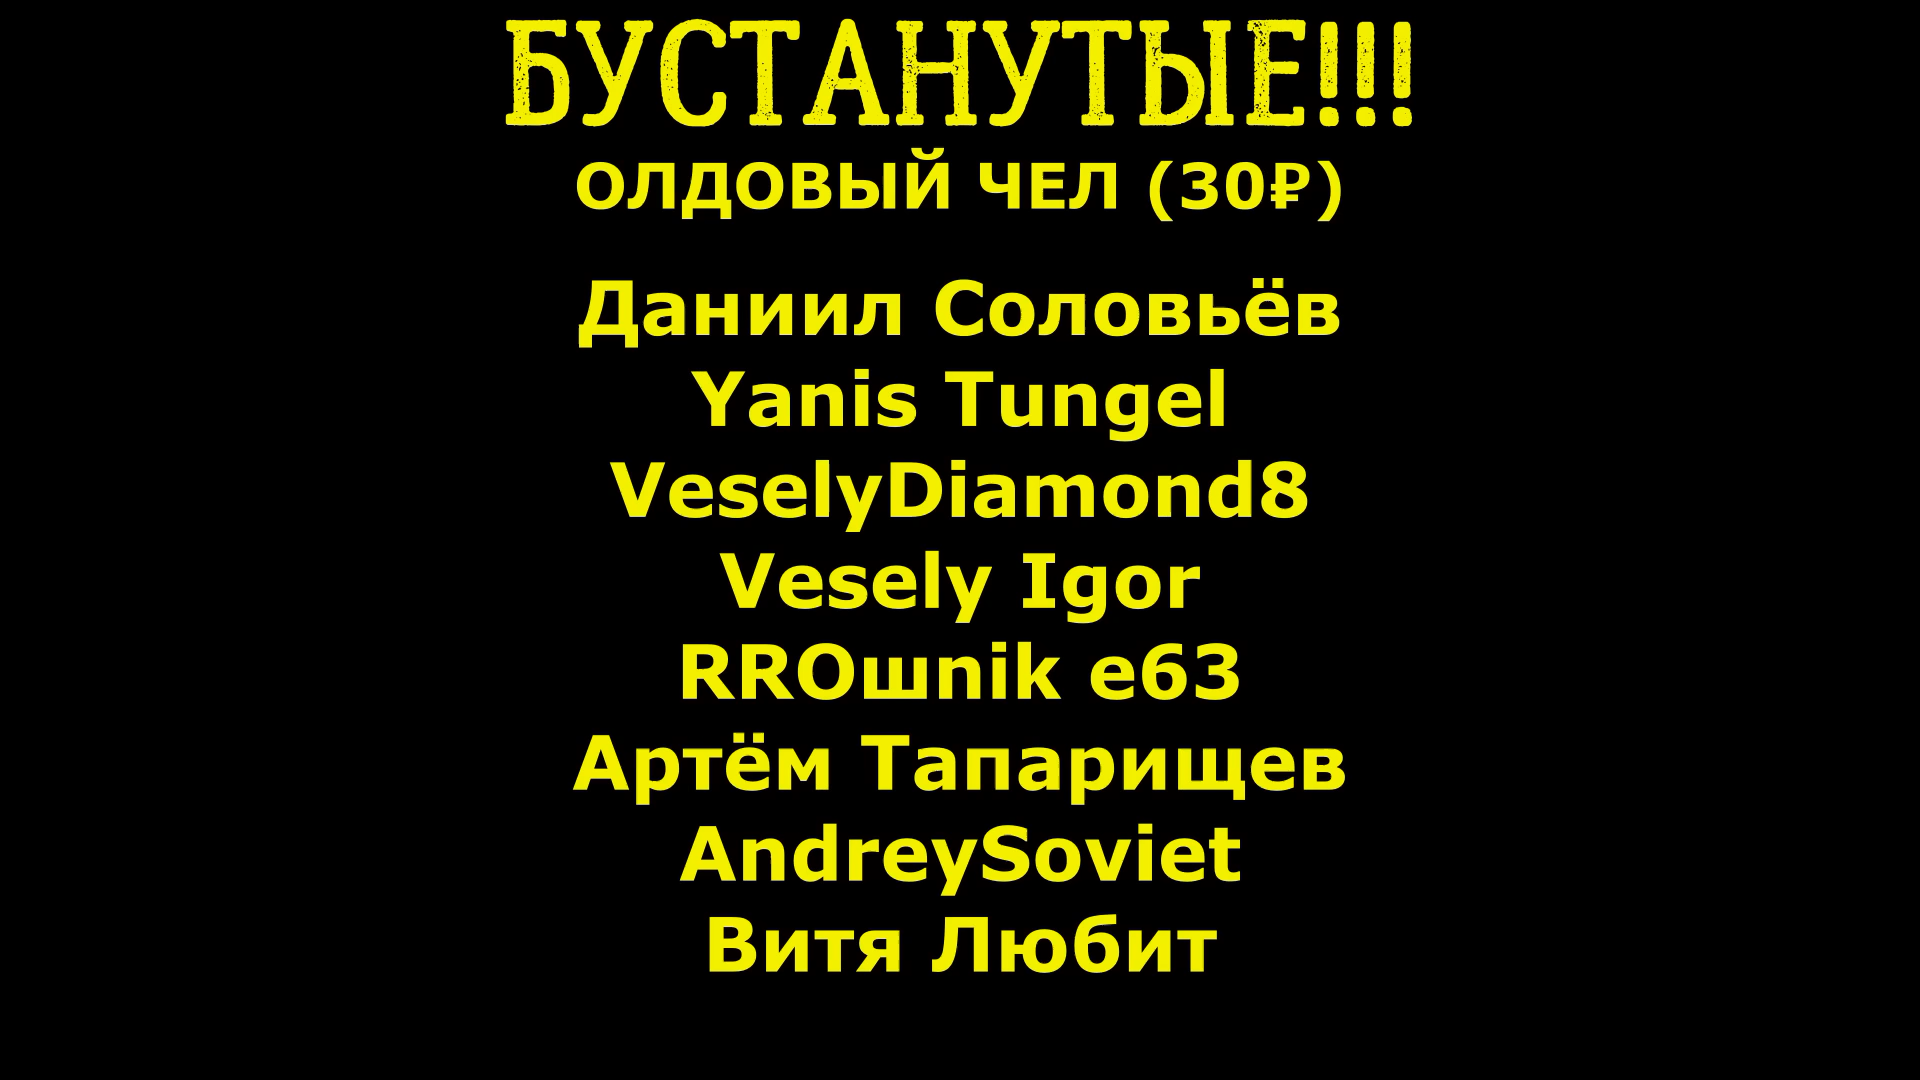 БУСТАНУТЫЕ!!!
ОЛДОВЫЙ ЧЕЛ (30₽)
Даниил Соловьёв
Yanis Tungel
VeselyDiamond8
Vesely Igor
RROшnik e63
Артём Тапарищев
AndreySoviet
Витя Любит